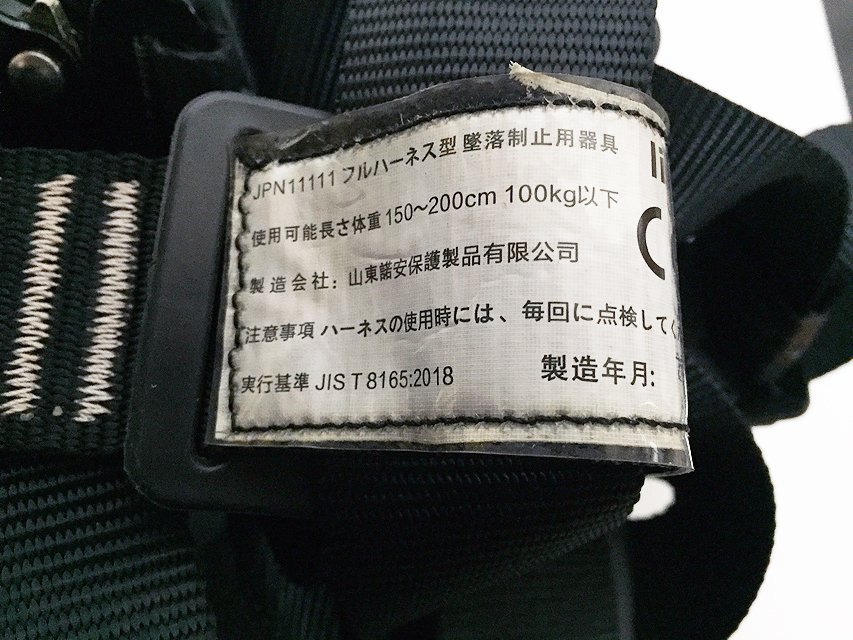 JPN11111 フルハーネス型 墜落制止用器具
使用可能長さ体重 150～200cm 100kg以下
製造会社：山東諾安保護製品有限公司
注意事項 ハーネスの使用時には、毎回に点検して
実行基準 JIS T 8165:2018
製造年月: